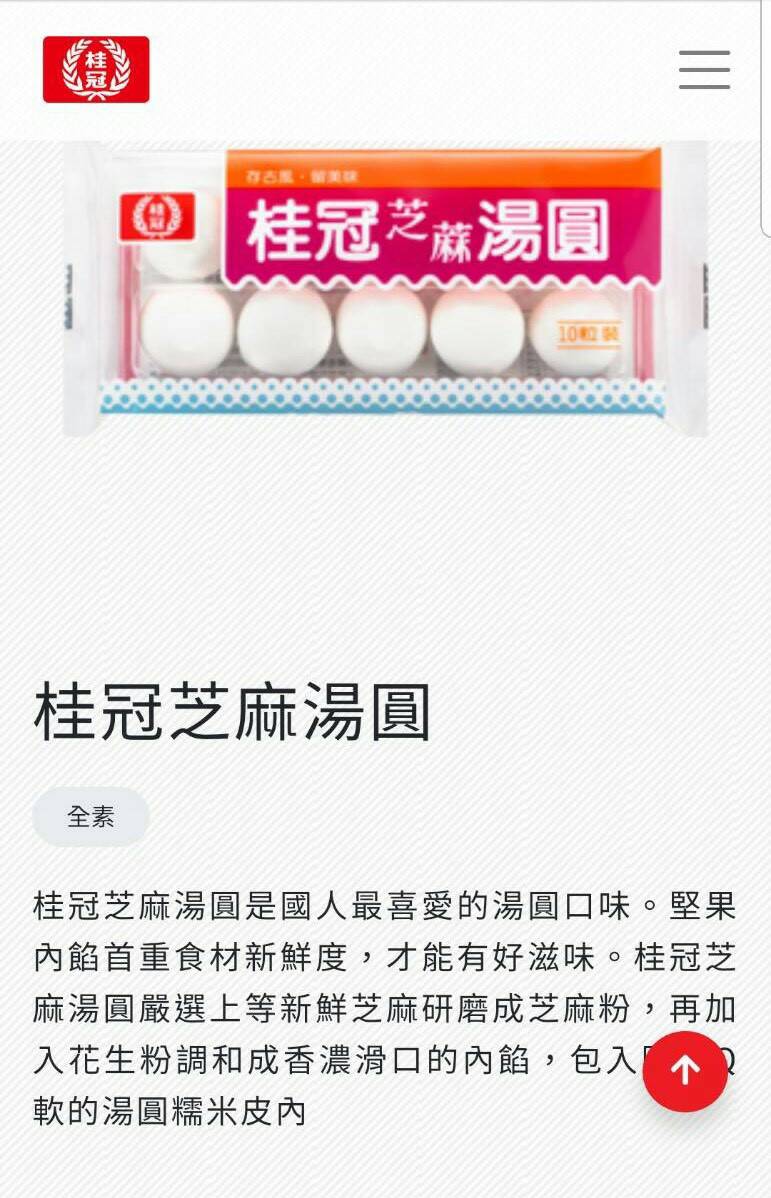 桂冠
存古風・留美味
桂冠
桂冠芝麻湯圓
10粒裝
桂冠芝麻湯圓
全素
桂冠芝麻湯圓是國人最喜愛的湯圓口味。堅果
內餡首重食材新鮮度，才能有好滋味。桂冠芝
麻湯圓嚴選上等新鮮芝麻研磨成芝麻粉，再加
入花生粉調和成香濃滑口的內餡，包入
軟的湯圓糯米皮內